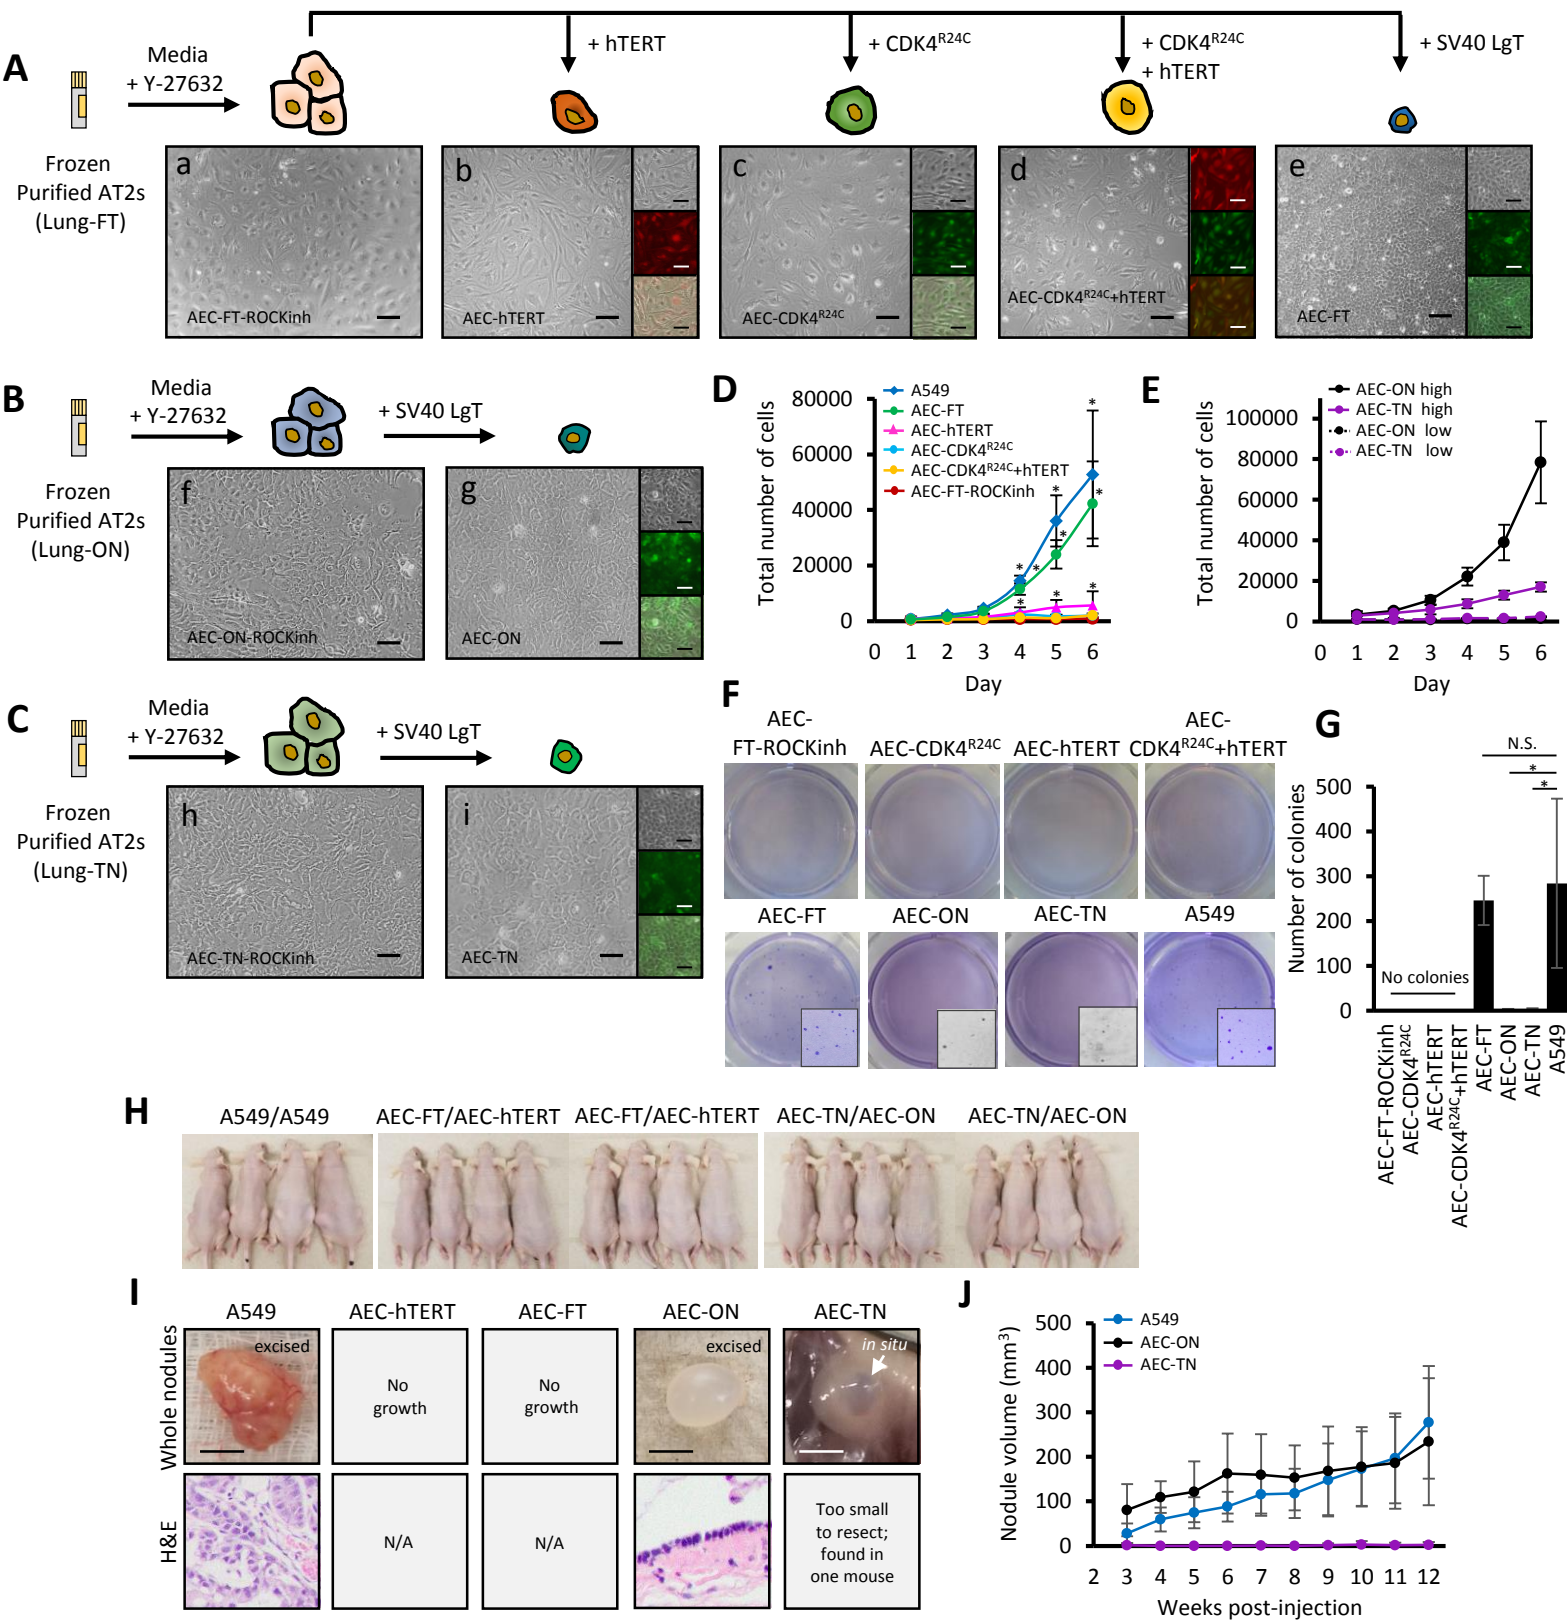 A
Media
+ Y-27632
+ hTERT
+ CDK4R24C
+ CDK4R24C
+ hTERT
+ SV40 LgT
Frozen
Purified AT2s
(Lung-FT)
a
AEC-FT-ROCKinh
b
AEC-hTERT
c
AEC-CDK4R24C
d
AEC-CDK4R24C+hTERT
e
AEC-FT
B
Media
+ Y-27632
+ SV40 LgT
Frozen
Purified AT2s
(Lung-ON)
f
AEC-ON-ROCKinh
g
AEC-ON
C
Media
+ Y-27632
+ SV40 LgT
Frozen
Purified AT2s
(Lung-TN)
h
AEC-TN-ROCKinh
i
AEC-TN
D
Total number of cells
80000
60000
40000
20000
0
A549
AEC-FT
AEC-hTERT
AEC-CDK4R24C
AEC-CDK4R24C+hTERT
AEC-FT-ROCKinh
* * * * * * * * *
0 1 2 3 4 5 6
Day
E
Total number of cells
100000
80000
60000
40000
20000
0
AEC-ON high
AEC-TN high
AEC-ON low
AEC-TN low
0 1 2 3 4 5 6
Day
F
AEC-
FT-ROCKinh
AEC-CDK4R24C
AEC-hTERT
AEC-
CDK4R24C+hTERT
AEC-FT
AEC-ON
AEC-TN
A549
G
Number of colonies
500
400
300
200
100
0
N.S.
*
*
No colonies
AEC-FT-ROCKinh
AEC-CDK4R24C
AEC-hTERT
AEC-CDK4R24C+hTERT
AEC-FT
AEC-ON
AEC-TN
A549
H
A549/A549
AEC-FT/AEC-hTERT
AEC-FT/AEC-hTERT
AEC-TN/AEC-ON
AEC-TN/AEC-ON
I
A549
AEC-hTERT
AEC-FT
AEC-ON
AEC-TN
Whole nodules
excised
No
growth
No
growth
excised
in situ
H&E
N/A
N/A
Too small
to resect;
found in
one mouse
J
Nodule volume (mm3)
500
400
300
200
100
0
A549
AEC-ON
AEC-TN
2 3 4 5 6 7 8 9 10 11 12
Weeks post-injection